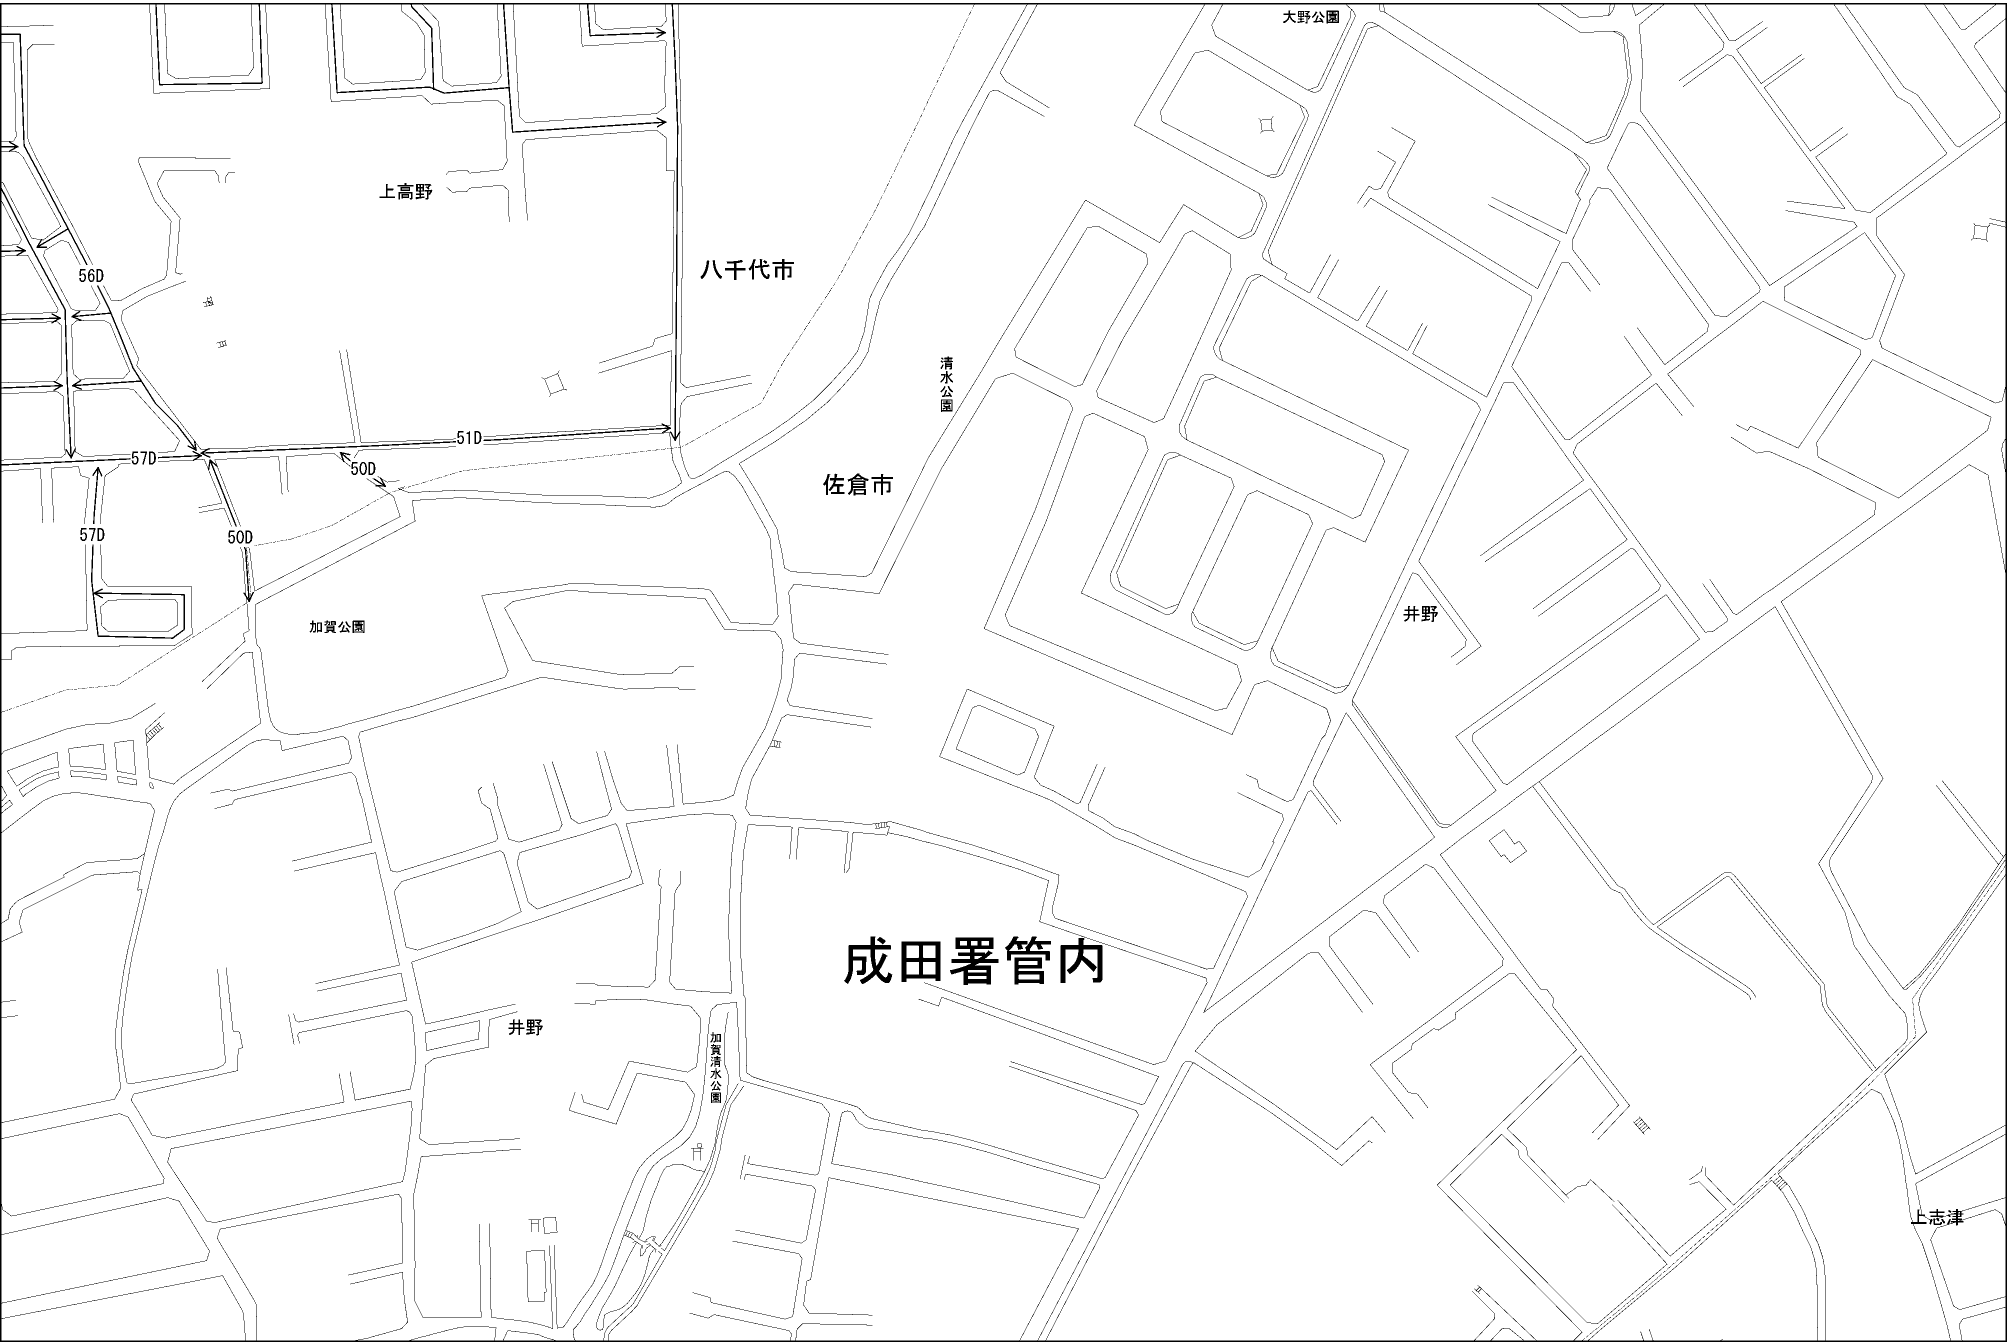 大野公園
上高野
八千代市
56D
清水公園
51D
57D
50D
佐倉市
57D
50D
井野
加賀公園
成田署管内
井野
加賀清水公園
上志津